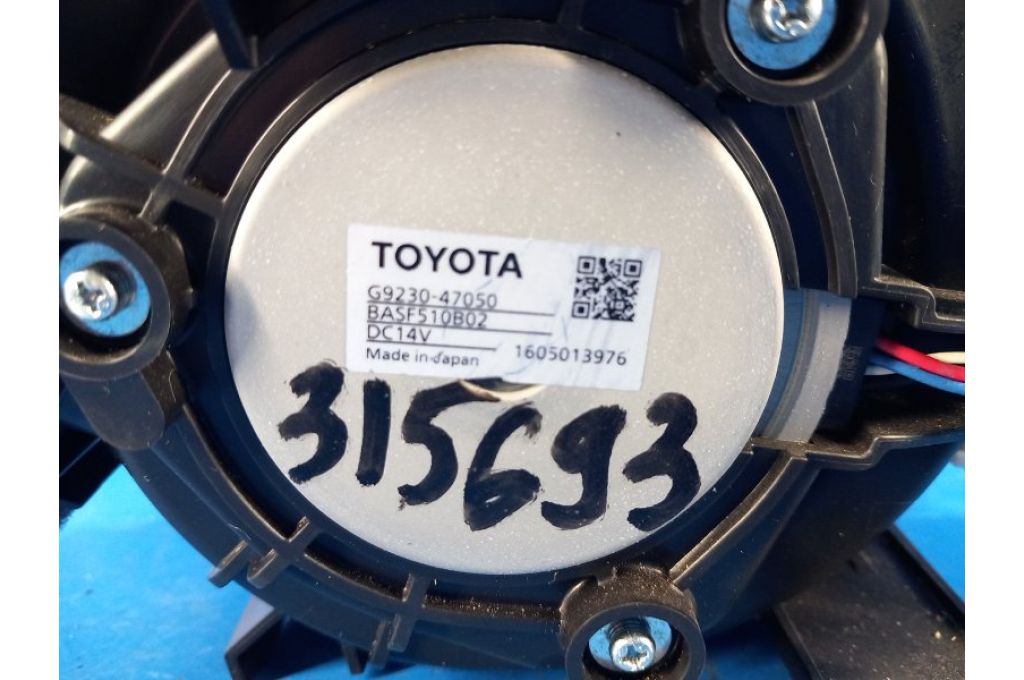 TOYOTA
G9230-47050
BASF510B02
DC14V
Made in Japan 1605013976
315693